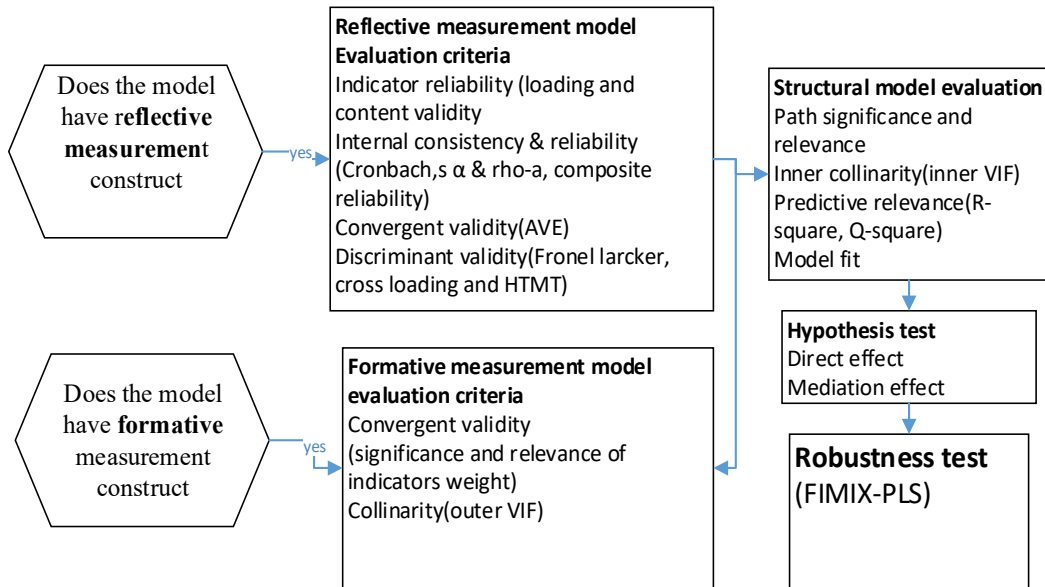 Does the model
have reflective
measurement
construct
yes
Reflective measurement model
Evaluation criteria
Indicator reliability (loading and
content validity
Internal consistency & reliability
(Cronbach,s α & rho-a, composite
reliability)
Convergent validity(AVE)
Discriminant validity(Fronel larcker,
cross loading and HTMT)
Structural model evaluation
Path significance and
relevance
Inner collinarity(inner VIF)
Predictive relevance(R-
square, Q-square)
Model fit
Hypothesis test
Direct effect
Mediation effect
Does the model
have formative
measurement
construct
yes
Formative measurement model
evaluation criteria
Convergent validity
(significance and relevance of
indicators weight)
Collinarity(outer VIF)
Robustness test
(FIMIX-PLS)